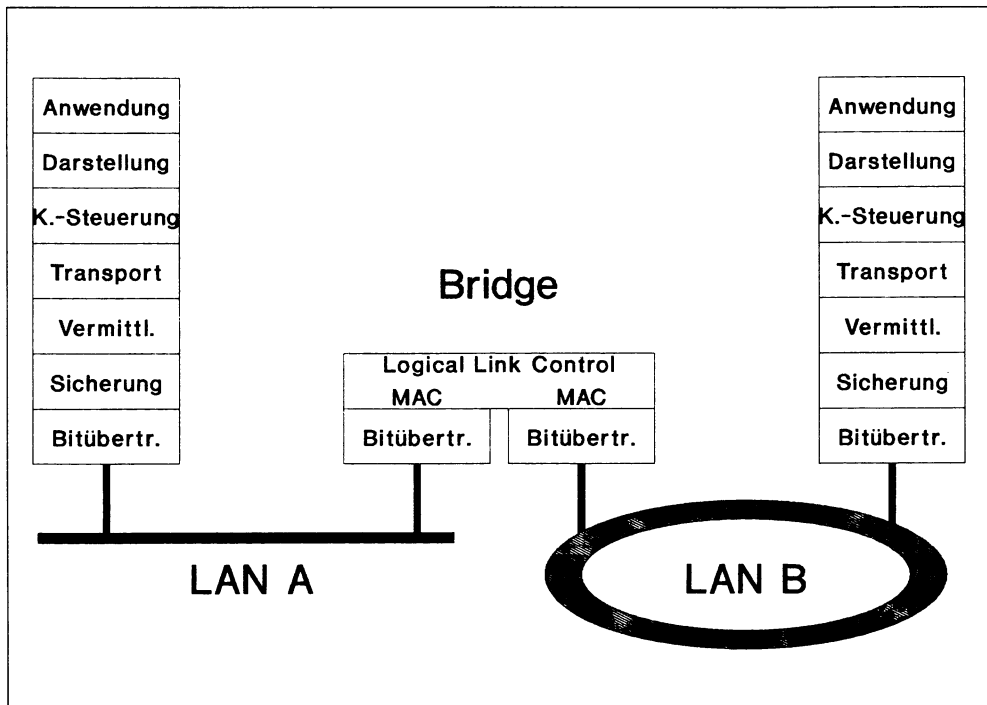 Anwendung
Darstellung
K.-Steuerung
Transport
Vermittl.
Sicherung
Bitübertr.
Bridge
Logical Link Control
MAC MAC
Bitübertr. Bitübertr.
Anwendung
Darstellung
K.-Steuerung
Transport
Vermittl.
Sicherung
Bitübertr.
LAN A
LAN B